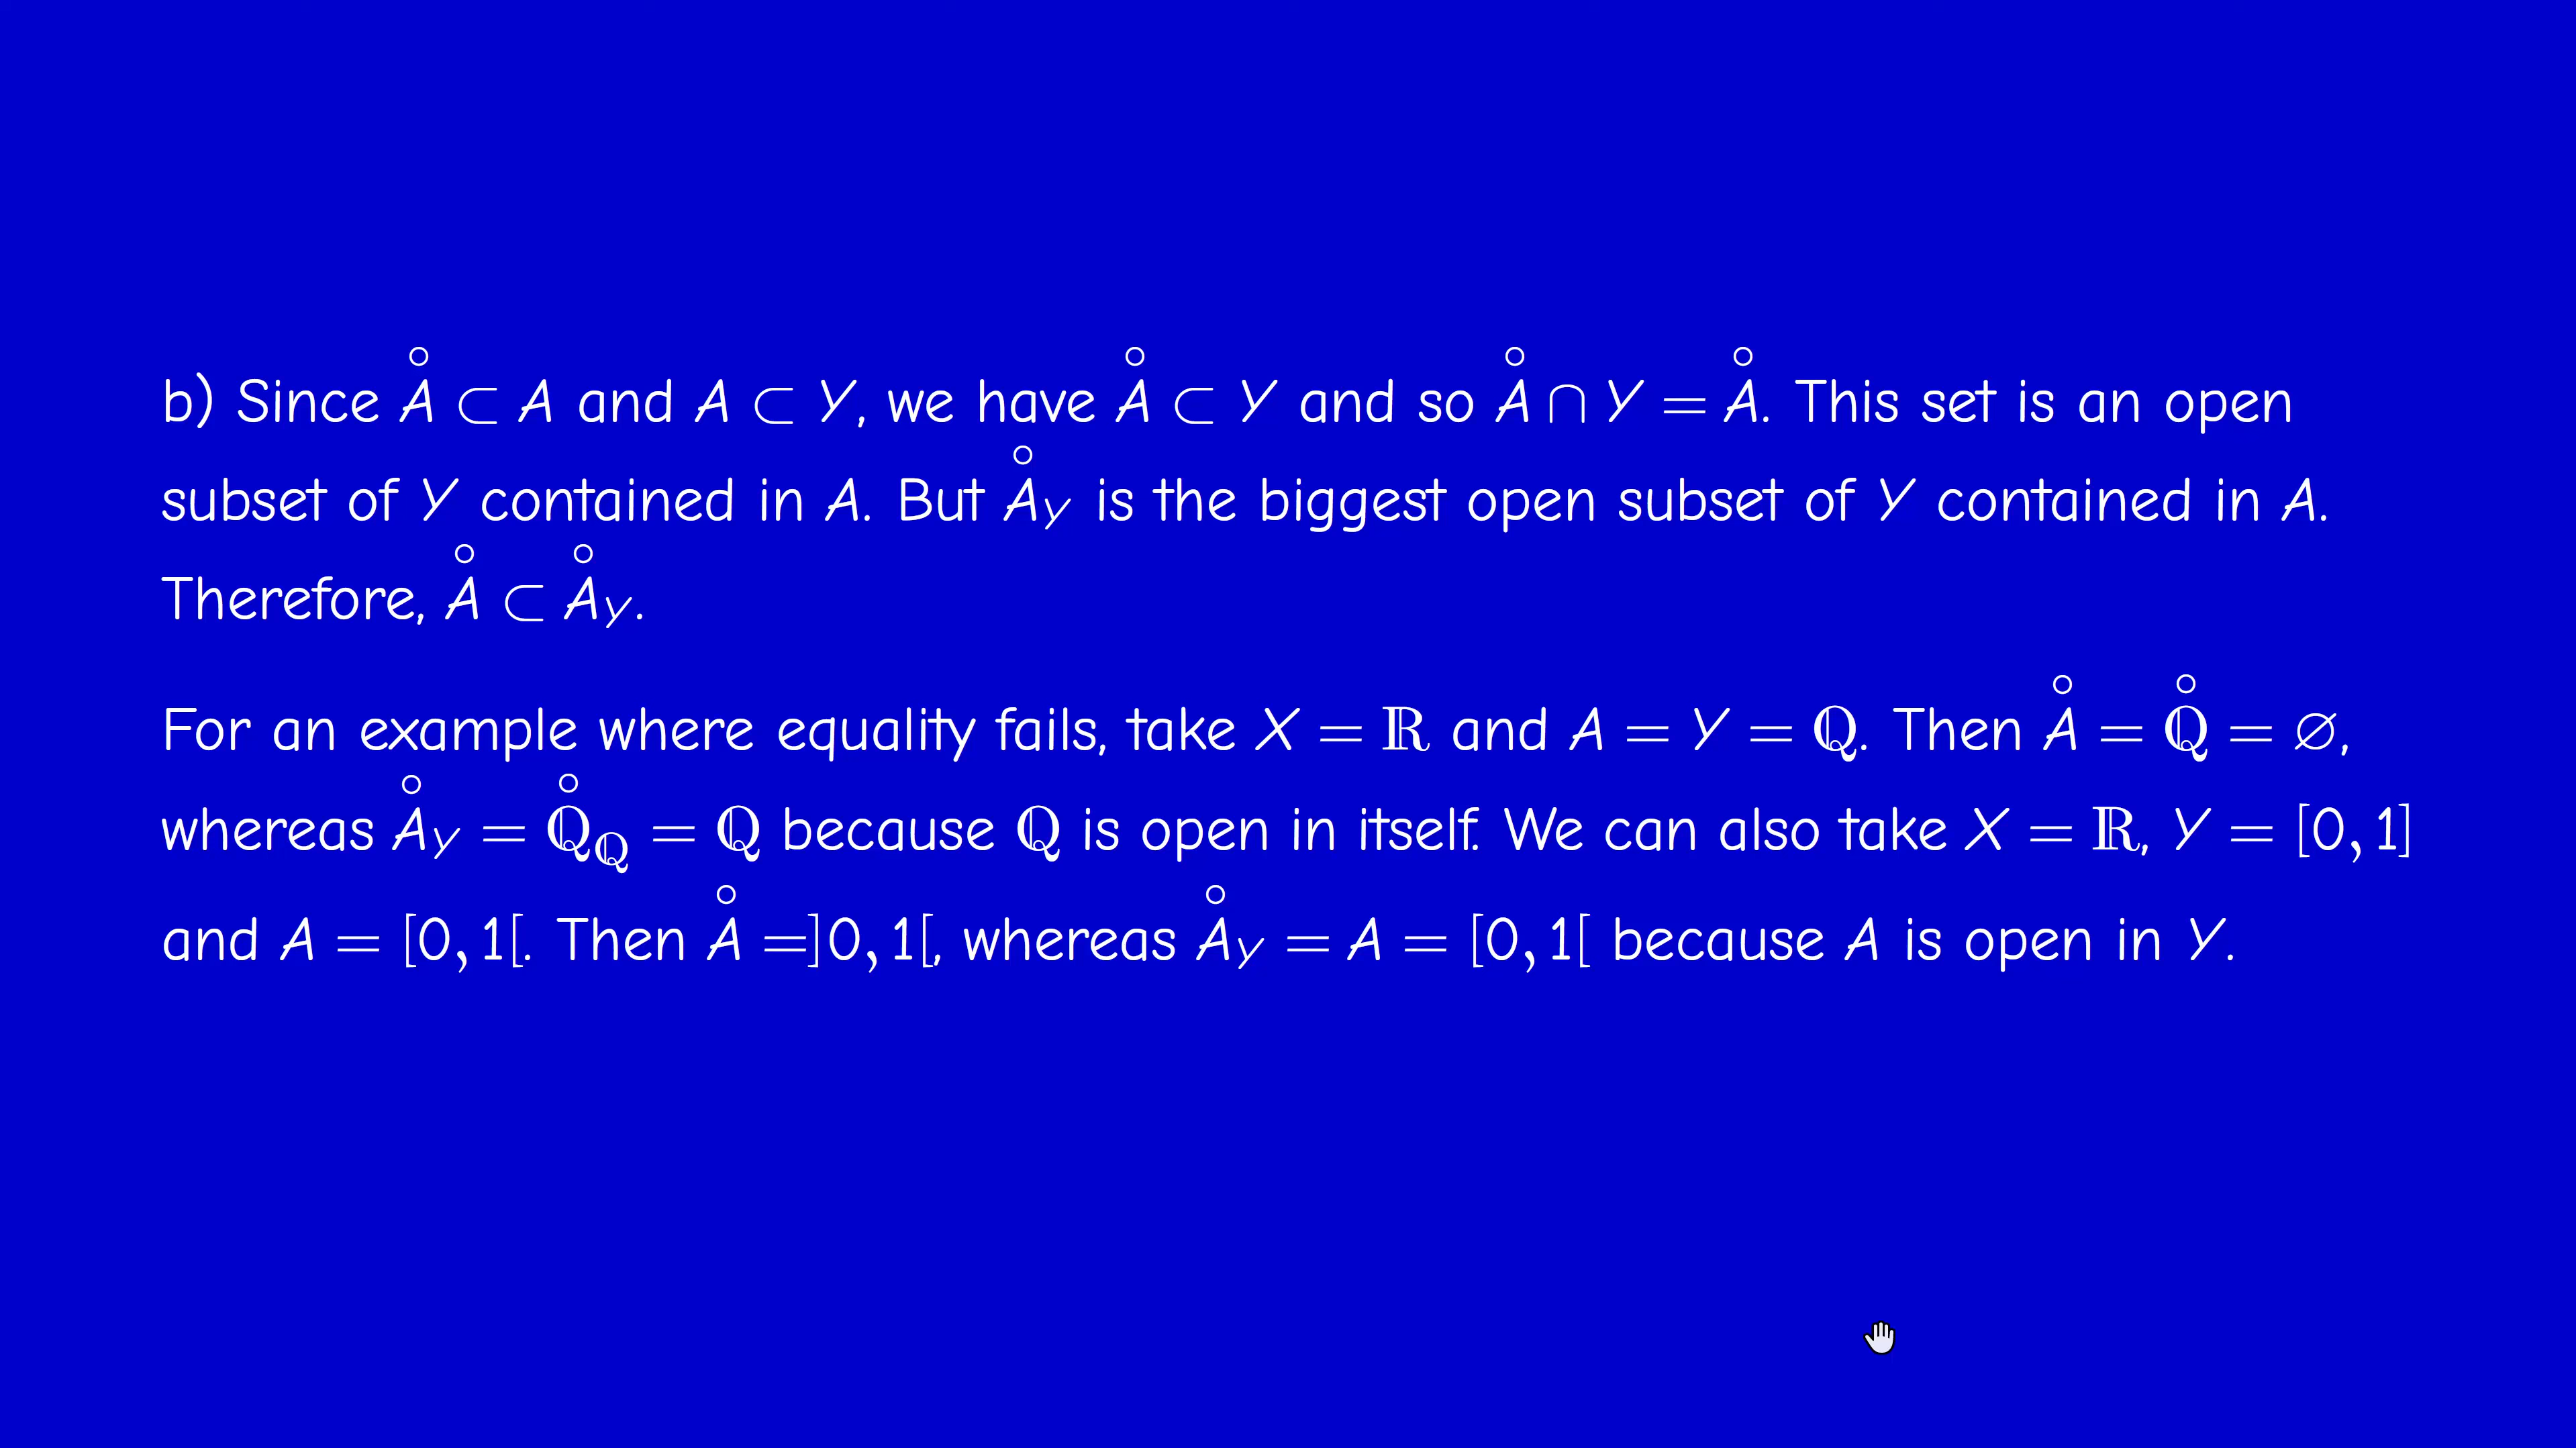 b) Since Å ⊂ A and A ⊂ Y, we have Å ⊂ Y and so Å ∩ Y = Å. This set is an open
subset of Y contained in A. But Å_Y is the biggest open subset of Y contained in A.
Therefore, Å ⊂ Å_Y.
For an example where equality fails, take X = ℝ and A = Y = ℚ. Then Å = ℚ̊ = ∅,
whereas Å_Y = ℚ̊_ℚ = ℚ because ℚ is open in itself. We can also take X = ℝ, Y = [0, 1]
and A = [0, 1[. Then Å =]0, 1[, whereas Å_Y = A = [0, 1[ because A is open in Y.